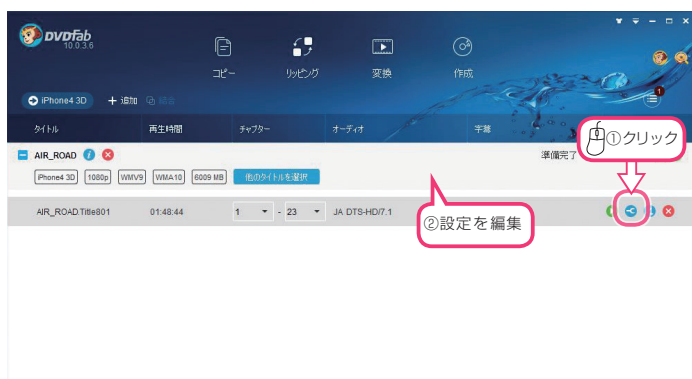 DVDFab
10.0.3.6
コピー リッピング 変換 作成
iPhone4 3D + 追加 結合 1
タイトル 再生時間 チャプター オーディオ 字幕
①クリック
AIR_ROAD 準備完了
iPhone4 3D 1080p WMV9 WMA10 6009 MB 他のタイトルを選択
AIR_ROAD.Title801 01:48:44 1 - 23 JA DTS-HD/7.1
②設定を編集